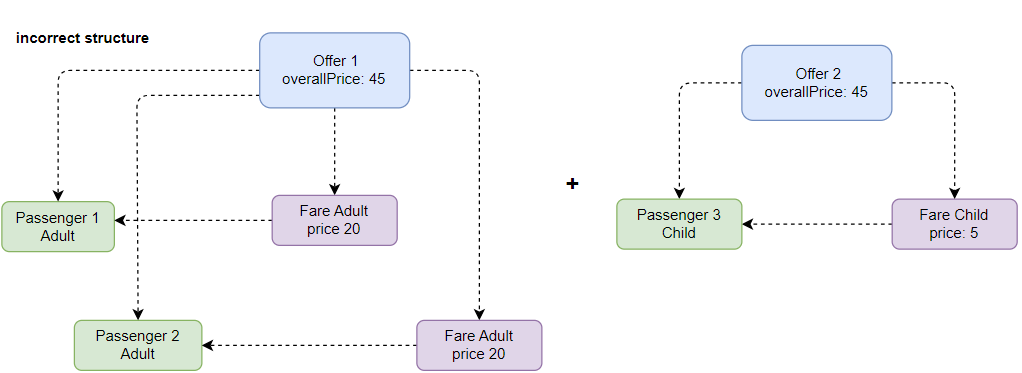 incorrect structure
Offer 1
overallPrice: 45
Offer 2
overallPrice: 45
+
Passenger 1
Adult
Fare Adult
price 20
Passenger 3
Child
Fare Child
price: 5
Passenger 2
Adult
Fare Adult
price 20